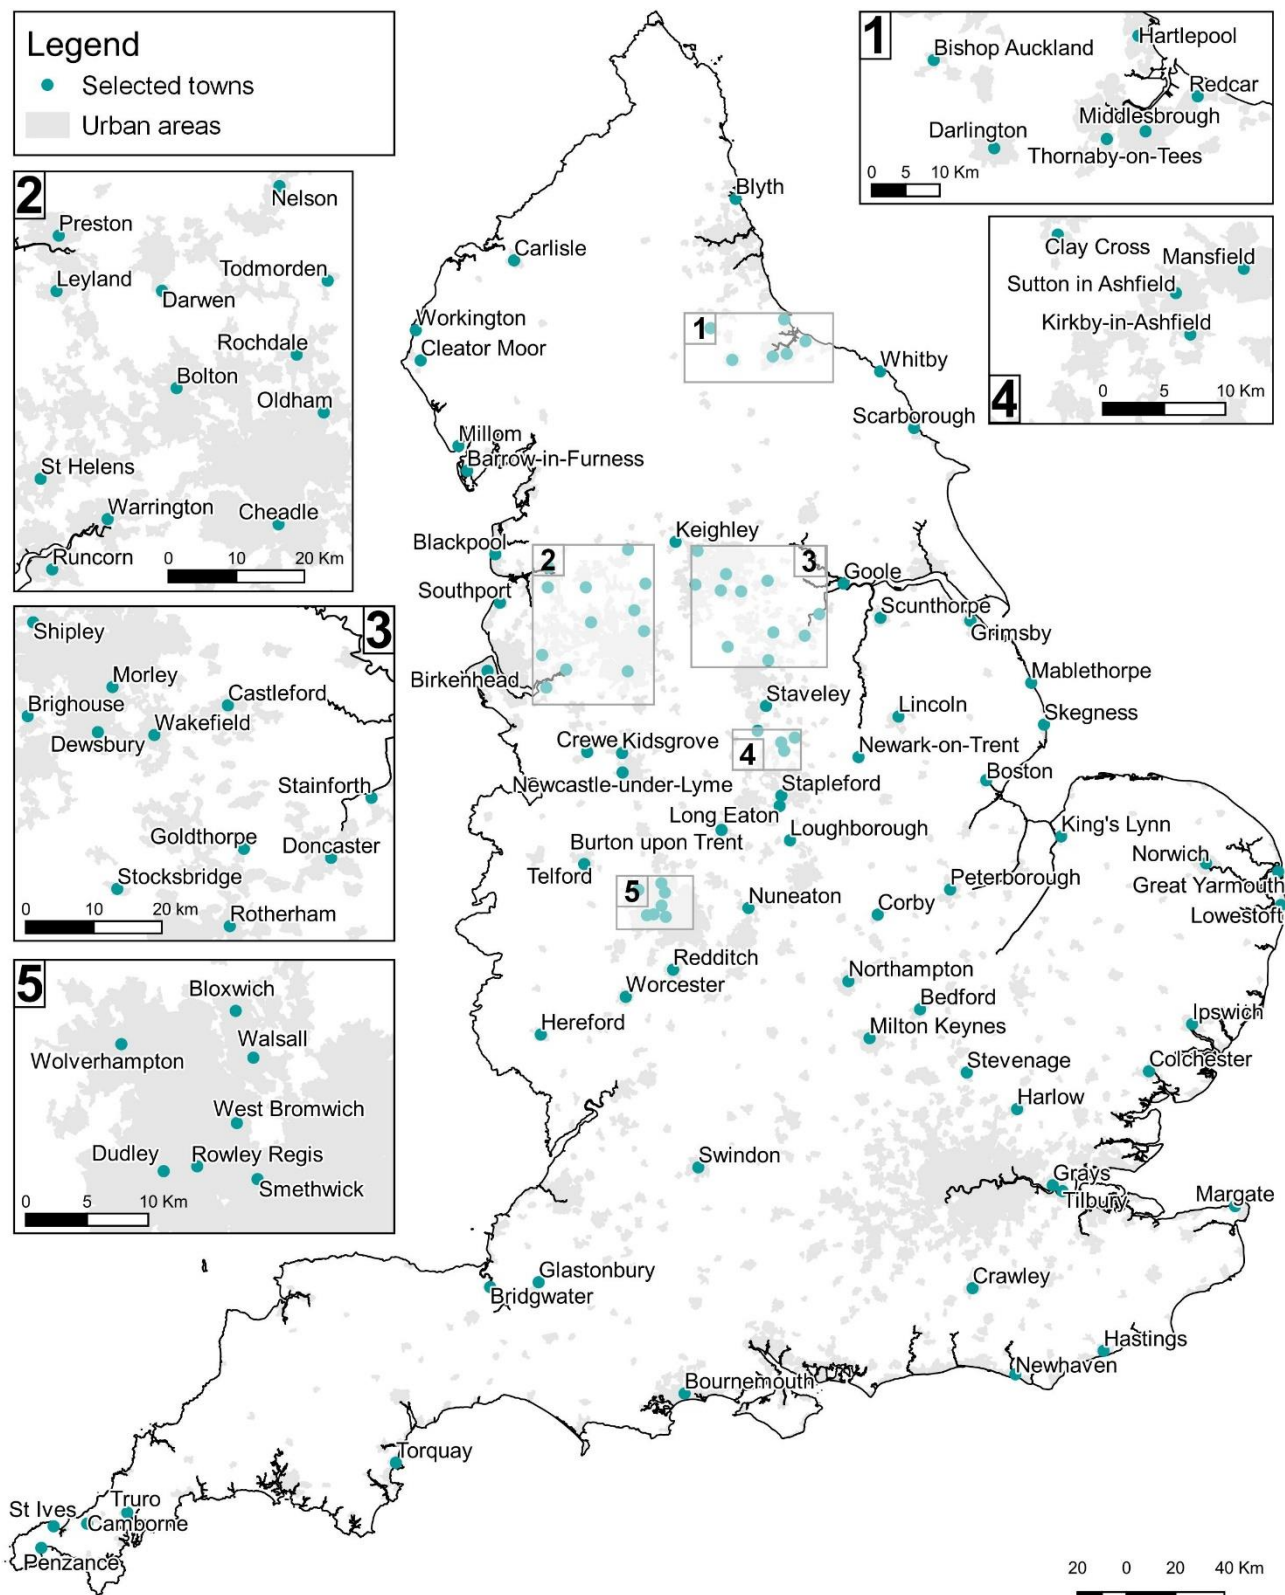 Legend
Selected towns
Urban areas
1
Bishop Auckland
Hartlepool
Redcar
Middlesbrough
Darlington
Thornaby-on-Tees
0 5 10 Km
2
Nelson
Preston
Todmorden
Leyland
Darwen
Rochdale
Bolton
Oldham
St Helens
Warrington
Cheadle
Runcorn
0 10 20 Km
4
Clay Cross
Mansfield
Sutton in Ashfield
Kirkby-in-Ashfield
0 5 10 Km
3
Shipley
Morley
Castleford
Brighouse
Wakefield
Dewsbury
Stainforth
Goldthorpe
Doncaster
Stocksbridge
0 10 20 km
Rotherham
5
Bloxwich
Walsall
Wolverhampton
West Bromwich
Dudley
Rowley Regis
Smethwick
0 5 10 Km
Blyth
Carlisle
Workington
1
Cleator Moor
Whitby
Scarborough
Millom
Barrow-in-Furness
Keighley
Blackpool
2
3
Goole
Southport
Scunthorpe
Grimsby
Birkenhead
Mablethorpe
Staveley
Lincoln
Skegness
Crewe
Kidsgrove
4
Newark-on-Trent
Newcastle-under-Lyme
Stapleford
Boston
Long Eaton
King's Lynn
Burton upon Trent
Loughborough
Norwich
Telford
Peterborough
Great Yarmouth
5
Nuneaton
Corby
Lowestoft
Redditch
Northampton
Worcester
Bedford
Ipswich
Hereford
Milton Keynes
Stevenage
Colchester
Harlow
Swindon
Grays
Tilbury
Margate
Glastonbury
Crawley
Bridgwater
Hastings
Newhaven
Bournemouth
Torquay
Truro
St Ives
Camborne
Penzance
20 0 20 40 Km